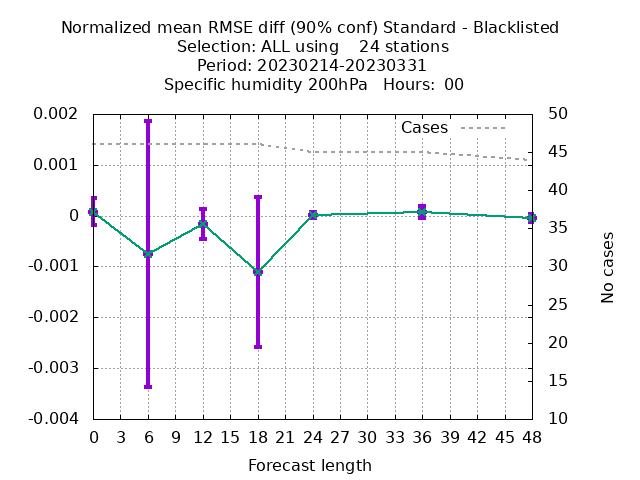 Normalized mean RMSE diff (90% conf) Standard - Blacklisted
Selection: ALL using    24 stations
Period: 20230214-20230331
Specific humidity 200hPa   Hours:  00
Cases
0.002
0.001
0
-0.001
-0.002
-0.003
-0.004
50
45
40
35
30
25
20
15
10
No cases
0 3 6 9 12 15 18 21 24 27 30 33 36 39 42 45 48
Forecast length